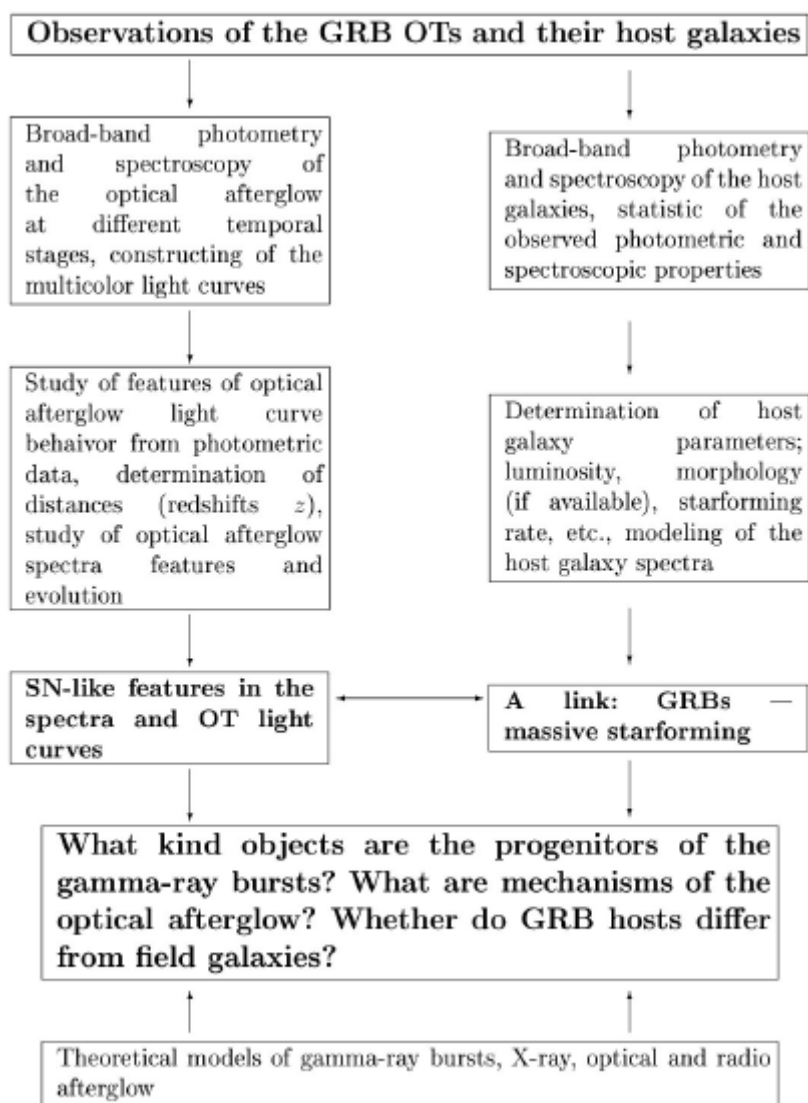 Observations of the GRB OTs and their host galaxies
Broad-band photometry
and spectroscopy of
the optical afterglow
at different temporal
stages, constructing of the
multicolor light curves
Broad-band photometry
and spectroscopy of the host
galaxies, statistic of the
observed photometric and
spectroscopic properties
Study of features of optical
afterglow light curve
behaivor from photometric
data, determination of
distances (redshifts z),
study of optical afterglow
spectra features and
evolution
Determination of host
galaxy parameters;
luminosity, morphology
(if available), starforming
rate, etc., modeling of the
host galaxy spectra
SN-like features in the
spectra and OT light
curves
A link: GRBs —
massive starforming
What kind objects are the progenitors of the
gamma-ray bursts? What are mechanisms of the
optical afterglow? Whether do GRB hosts differ
from field galaxies?
Theoretical models of gamma-ray bursts, X-ray, optical and radio
afterglow